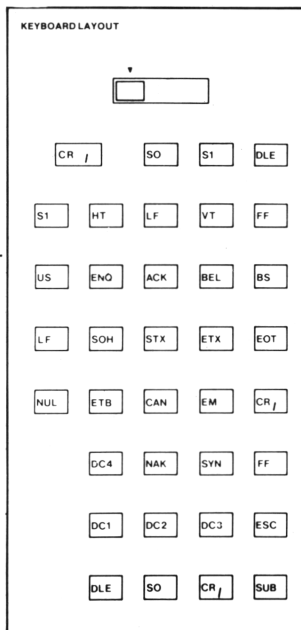 KEYBOARD LAYOUT
CR / SO S1 DLE
S1 HT LF VT FF
US ENQ ACK BEL BS
LF SOH STX ETX EOT
NUL ETB CAN EM CR /
DC4 NAK SYN FF
DC1 DC2 DC3 ESC
DLE SO CR / SUB